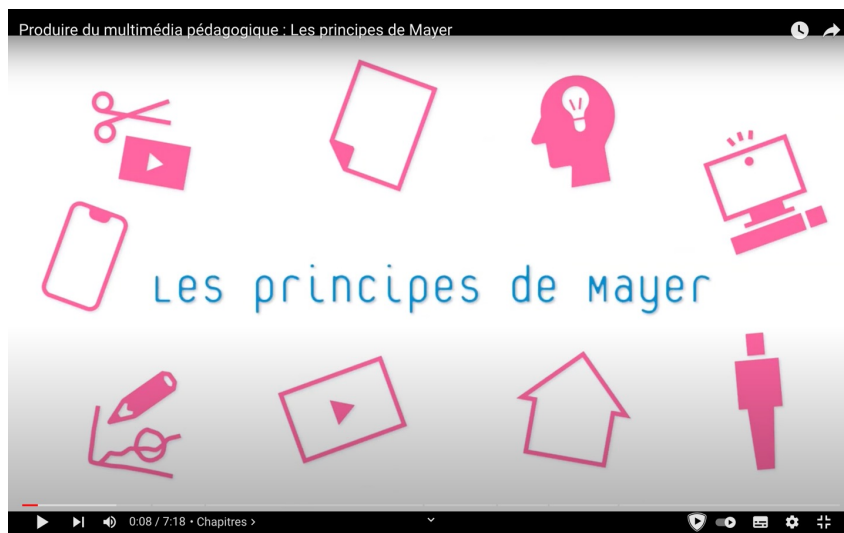 Produire du multimédia pédagogique : Les principes de Mayer
Les principes de Mayer
0:08 / 7:18 • Chapitres >